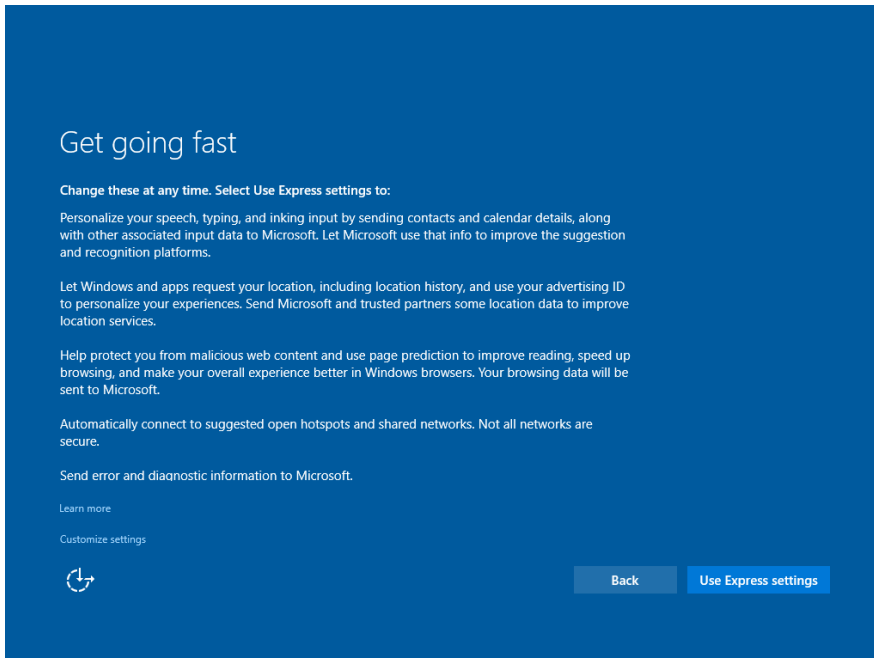 Get going fast
Change these at any time. Select Use Express settings to:
Personalize your speech, typing, and inking input by sending contacts and calendar details, along
with other associated input data to Microsoft. Let Microsoft use that info to improve the suggestion
and recognition platforms.
Let Windows and apps request your location, including location history, and use your advertising ID
to personalize your experiences. Send Microsoft and trusted partners some location data to improve
location services.
Help protect you from malicious web content and use page prediction to improve reading, speed up
browsing, and make your overall experience better in Windows browsers. Your browsing data will be
sent to Microsoft.
Automatically connect to suggested open hotspots and shared networks. Not all networks are
secure.
Send error and diagnostic information to Microsoft.
Learn more
Customize settings
Back
Use Express settings